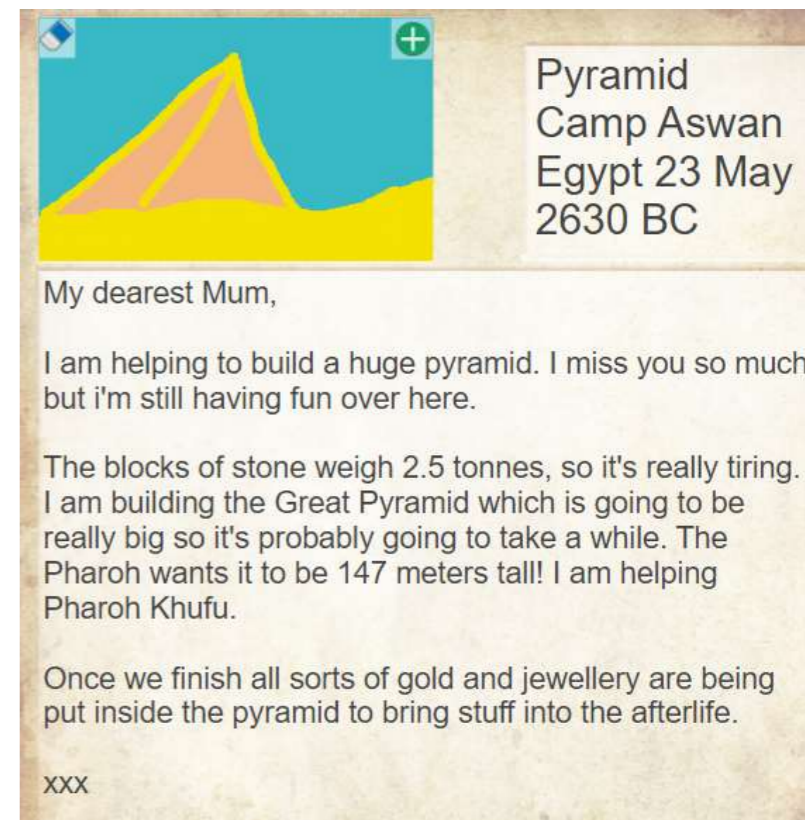 Pyramid
Camp Aswan
Egypt 23 May
2630 BC
My dearest Mum,
I am helping to build a huge pyramid. I miss you so much
but i'm still having fun over here.
The blocks of stone weigh 2.5 tonnes, so it's really tiring.
I am building the Great Pyramid which is going to be
really big so it's probably going to take a while. The
Pharoh wants it to be 147 meters tall! I am helping
Pharoh Khufu.
Once we finish all sorts of gold and jewellery are being
put inside the pyramid to bring stuff into the afterlife.
xxx